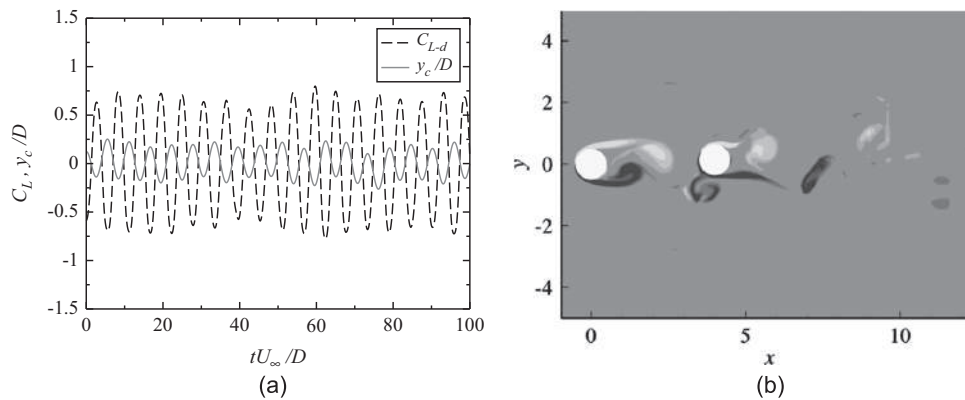 1.5
1
0.5
0
-0.5
-1
-1.5
C_L , y_c /D
C_{L-d}
y_c /D
0 20 40 60 80 100
tU_∞ /D
(a)
4
2
0
-2
-4
y
0 5 10
x
(b)